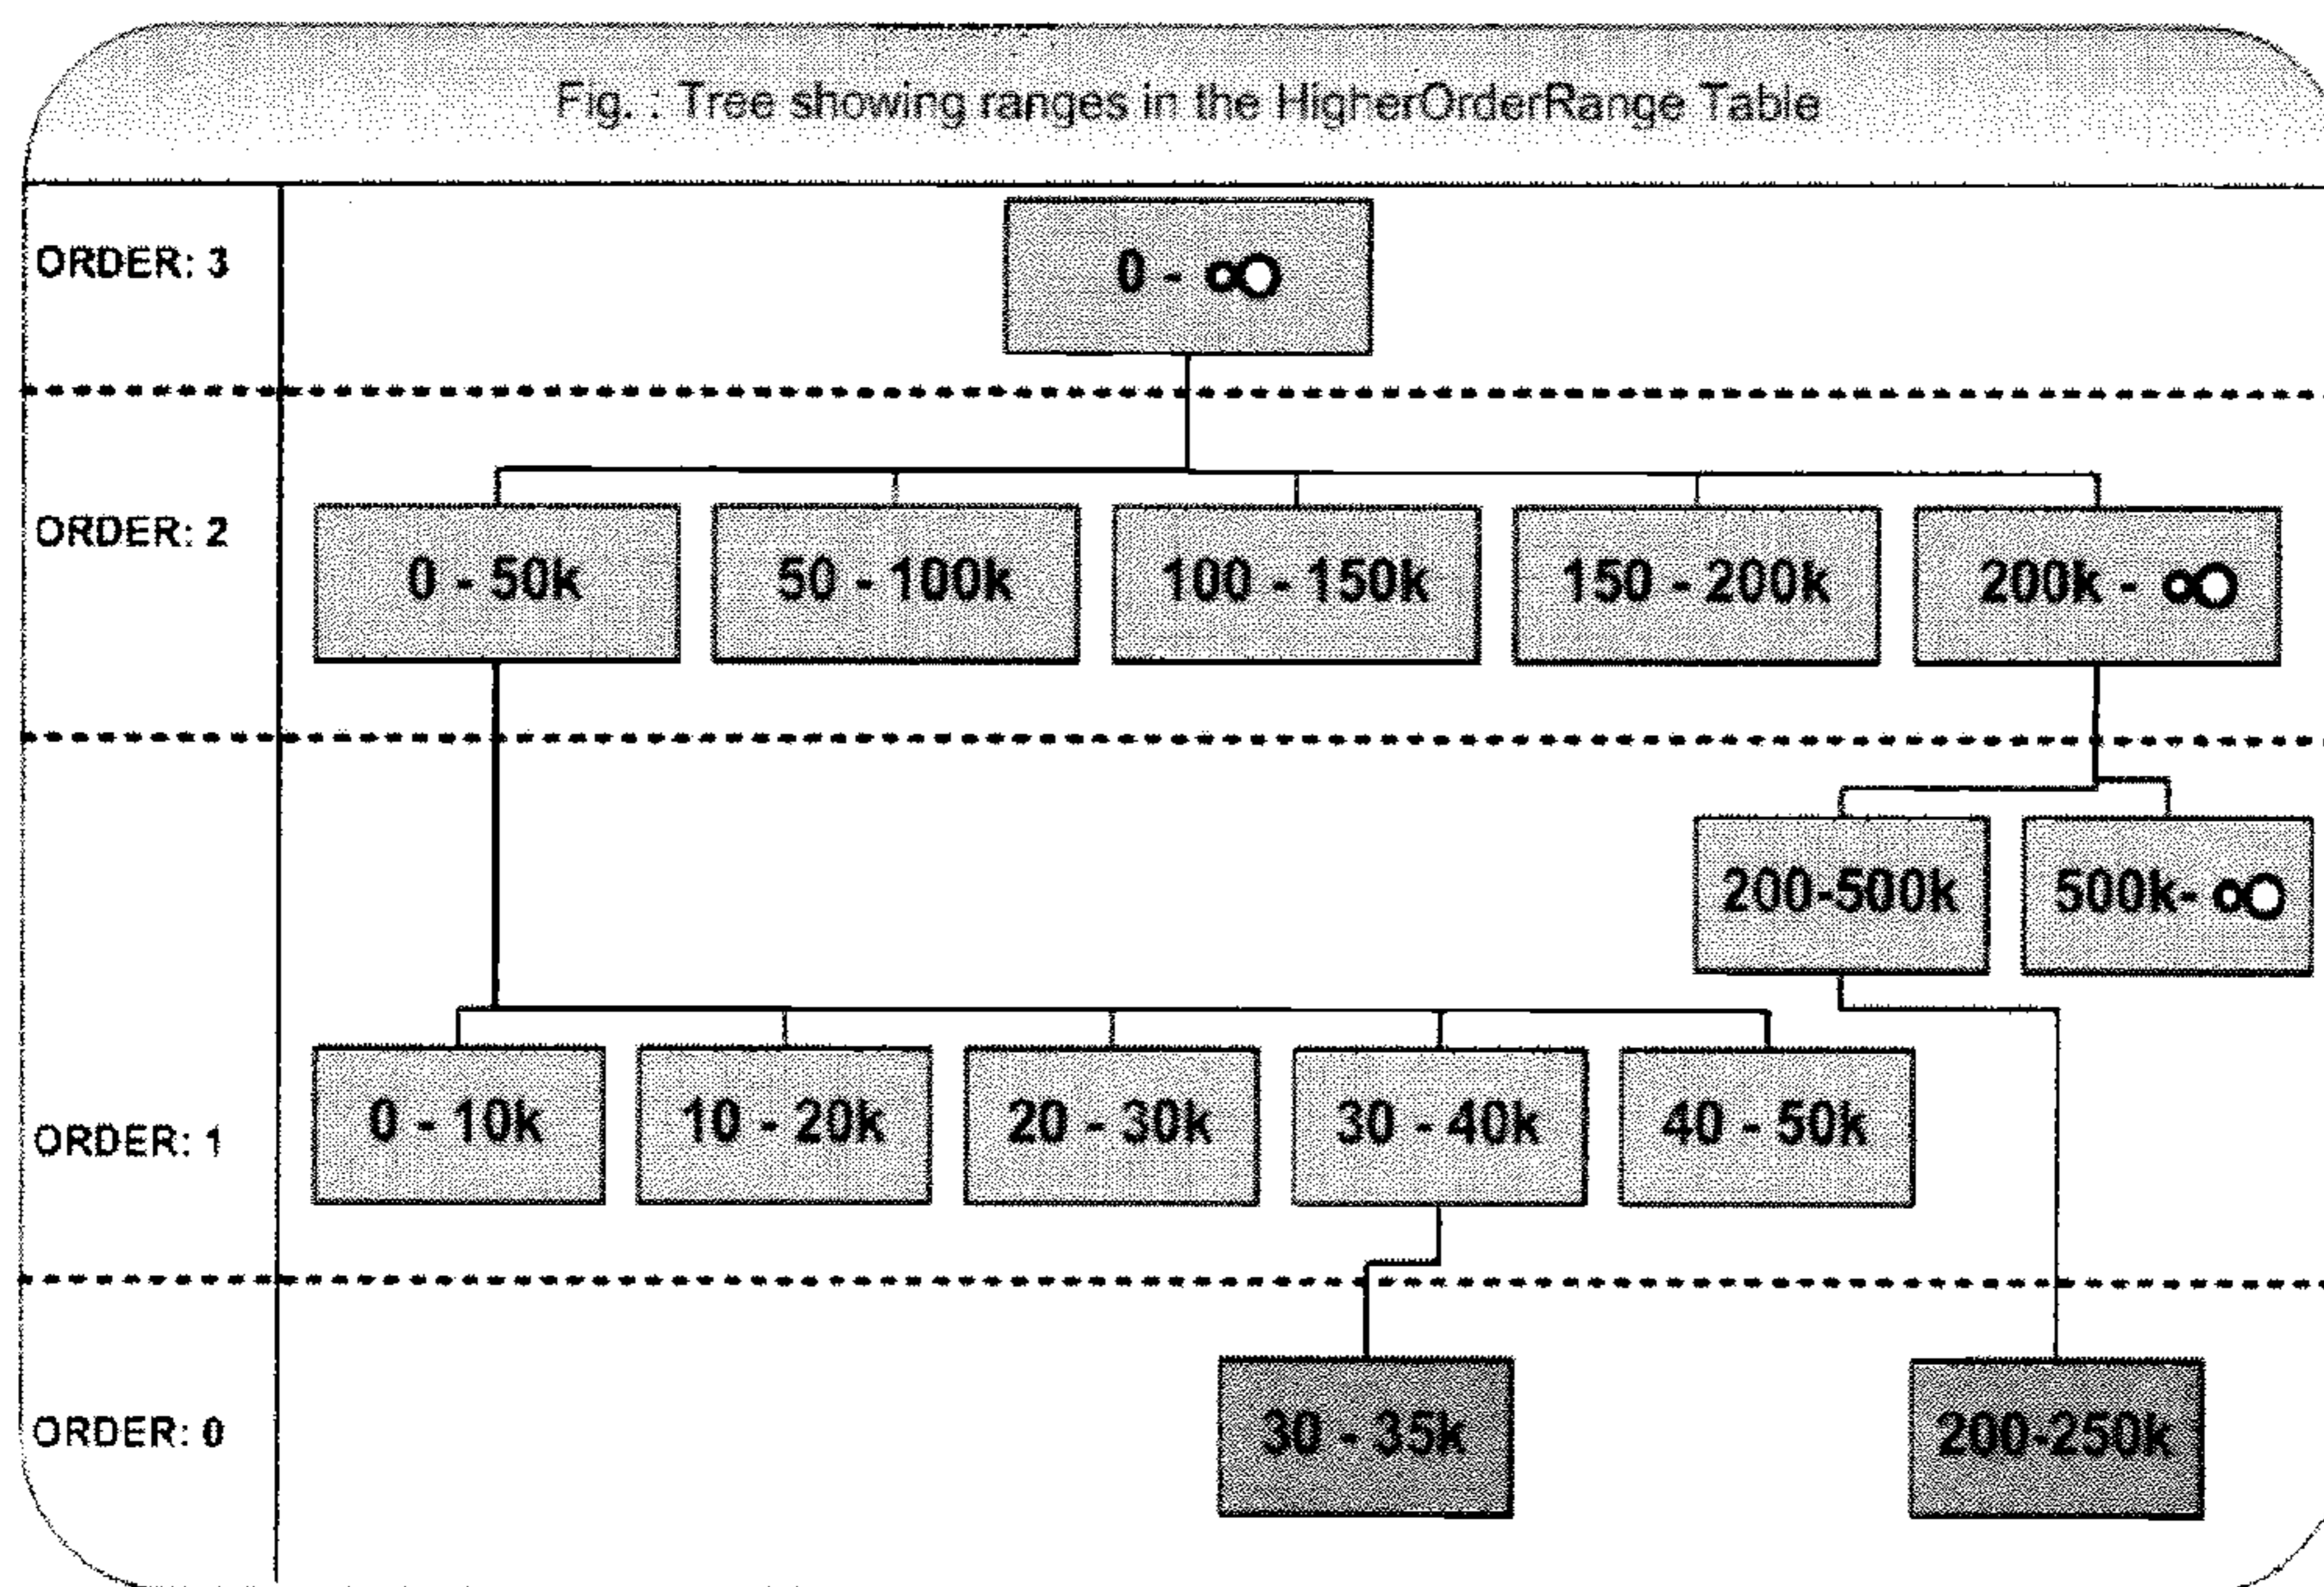 Fig. : Tree showing ranges in the HigherOrderRange Table
ORDER: 3
0 - ∞
ORDER: 2
0 - 50k
50 - 100k
100 - 150k
150 - 200k
200k - ∞
200-500k
500k- ∞
ORDER: 1
0 - 10k
10 - 20k
20 - 30k
30 - 40k
40 - 50k
ORDER: 0
30 - 35k
200-250k